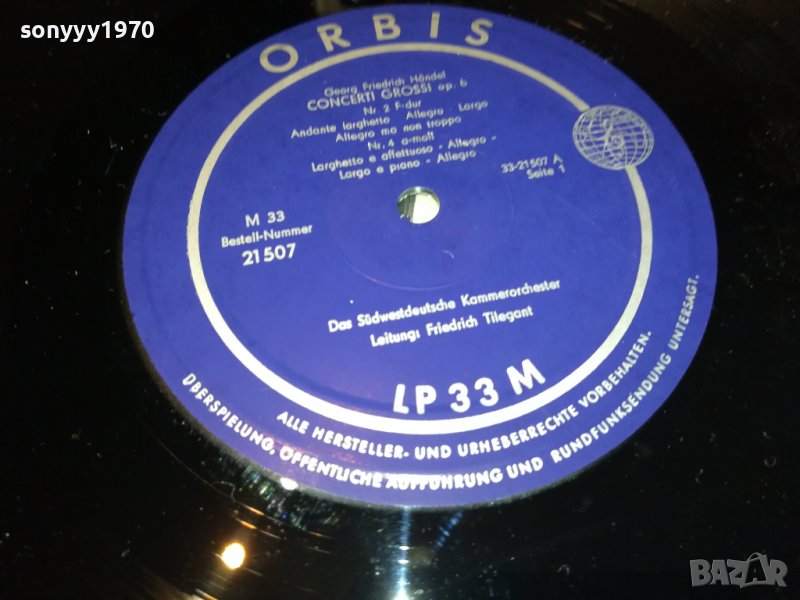 sonyyy1970
ORBIS
Georg Friedrich Händel
CONCERTI GROSSI op. 6
Nr 2 F-dur
Andante larghetto Allegro Largo
Allegro ma non troppo
Nr. 4 a-moll
Larghetto e affettuoso - Allegro -
Largo e piano - Allegro
33-21507 A
Seite 1
M 33
Bestell-Nummer
21507
Das Südwestdeutsche Kammerorchester
Leitung: Friedrich Tilegant
LP 33 M
ALLE HERSTELLER- UND URHEBERRECHTE VORBEHALTEN.
ÜBERSPIELUNG, ÖFFENTLICHE AUFFÜHRUNG UND RUNDFUNKSENDUNG UNTERSAGT.
BAZAR